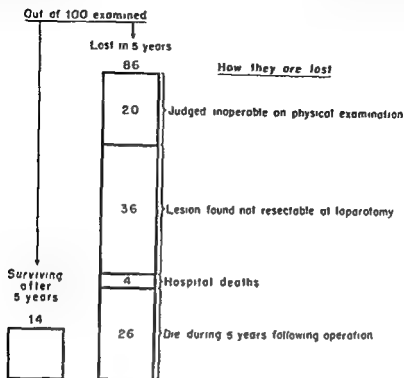 Out of 100 examined
Lost in 5 years
86
How they are lost
20
Judged inoperable on physical examination
36
Lesion found not resectable at laparotomy
Surviving
after
5 years
14
4
Hospital deaths
26
Die during 5 years following operation